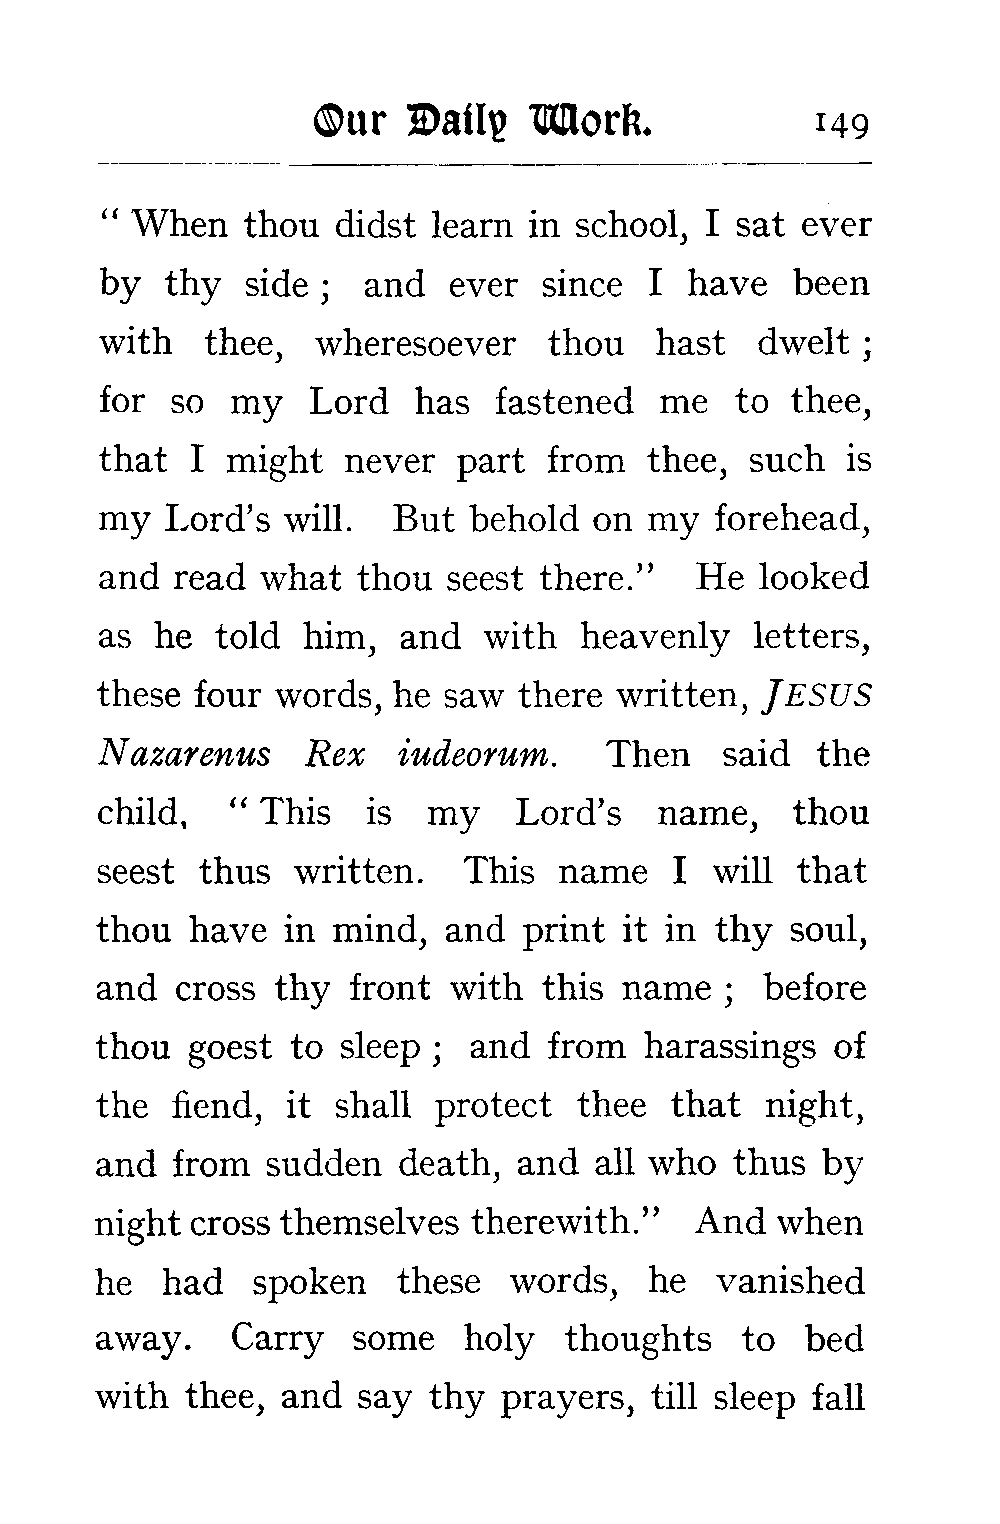 Our Daily Work. 149
“ When thou didst learn in school, I sat ever
by thy side ; and ever since I have been
with thee, wheresoever thou hast dwelt ;
for so my Lord has fastened me to thee,
that I might never part from thee, such is
my Lord’s will. But behold on my forehead,
and read what thou seest there.” He looked
as he told him, and with heavenly letters,
these four words, he saw there written, JESUS
Nazarenus Rex iudeorum. Then said the
child, “ This is my Lord’s name, thou
seest thus written. This name I will that
thou have in mind, and print it in thy soul,
and cross thy front with this name ; before
thou goest to sleep ; and from harassings of
the fiend, it shall protect thee that night,
and from sudden death, and all who thus by
night cross themselves therewith.” And when
he had spoken these words, he vanished
away. Carry some holy thoughts to bed
with thee, and say thy prayers, till sleep fall